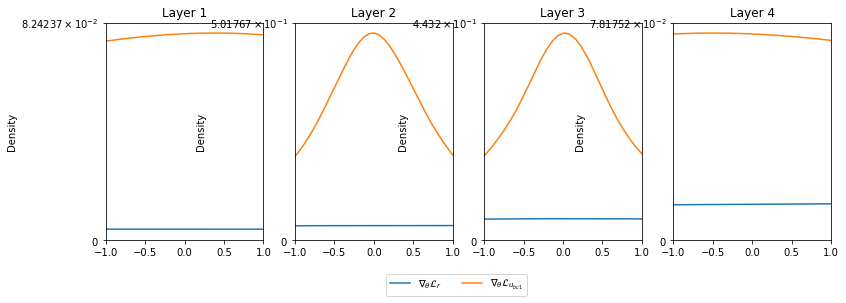 Layer 1 Layer 2 Layer 3 Layer 4
8.24237×10⁻² 5.01767×10⁻¹ 4.432×10⁻¹ 7.81752×10⁻²
Density Density Density Density
0 0 0 0
−1.0 −0.5 0.0 0.5 1.0 −1.0 −0.5 0.0 0.5 1.0 −1.0 −0.5 0.0 0.5 1.0 −1.0 −0.5 0.0 0.5 1.0
∇θℒr ∇θℒu_bc1